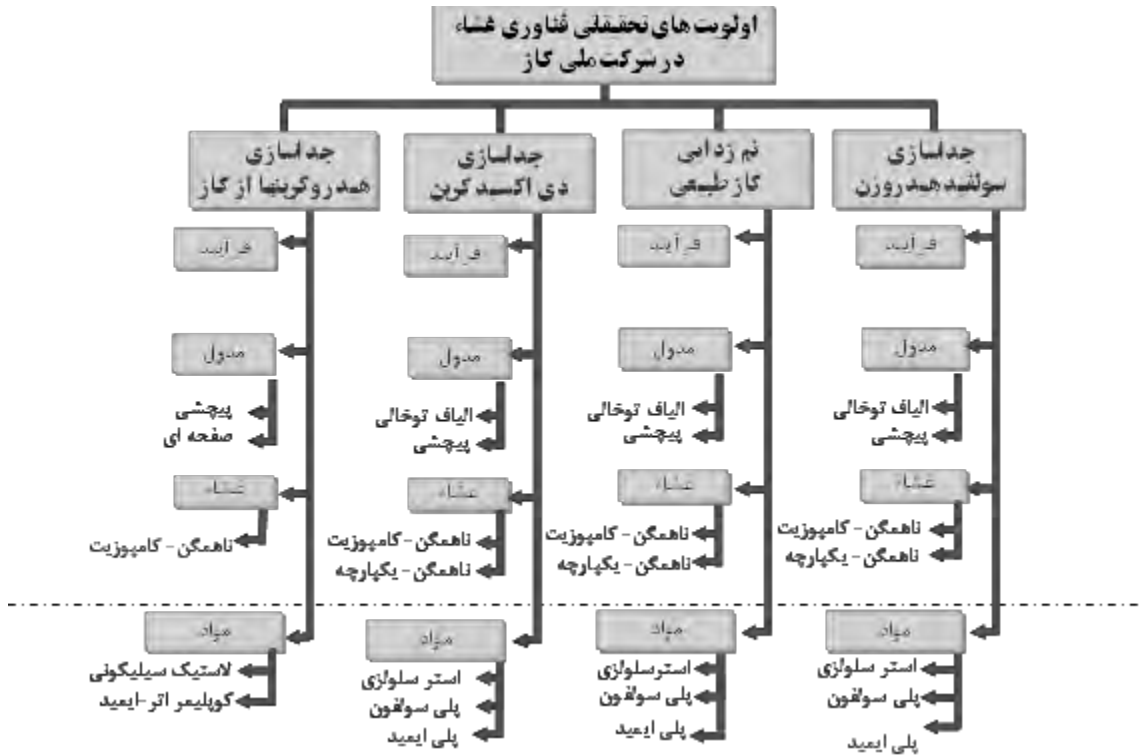 اولویت های تحقیقاتی فناوری غشاء
در شرکت ملی گاز
جداسازی
سولفید هیدروژن
نم زدایی
گاز طبیعی
جداسازی
دی اکسید کربن
جداسازی
هیدروکربنها از گاز
فرآیند
فرآیند
فرآیند
فرآیند
مدول
مدول
مدول
مدول
الیاف توخالی
پیچشی
الیاف توخالی
پیچشی
الیاف توخالی
پیچشی
پیچشی
صفحه ای
غشاء
غشاء
غشاء
غشاء
ناهمگن - کامپوزیت
ناهمگن - یکپارچه
ناهمگن - کامپوزیت
ناهمگن - یکپارچه
ناهمگن - کامپوزیت
ناهمگن - یکپارچه
ناهمگن - کامپوزیت
مواد
مواد
مواد
مواد
استر سلولزی
پلی سولفون
پلی ایمید
استر سلولزی
پلی سولفون
پلی ایمید
استر سلولزی
پلی سولفون
پلی ایمید
لاستیک سیلیکونی
کوپلیمر اتر-ایمید